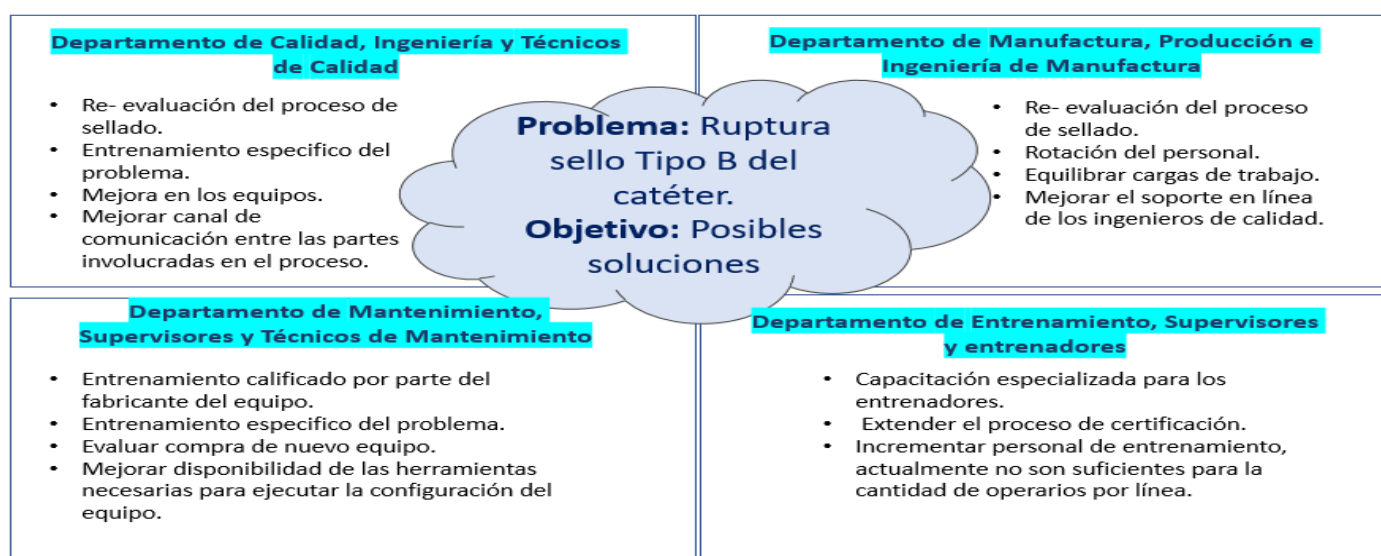 Departamento de Calidad, Ingeniería y Técnicos
de Calidad
• Re- evaluación del proceso de
sellado.
• Entrenamiento especifico del
problema.
• Mejora en los equipos.
• Mejorar canal de
comunicación entre las partes
involucradas en el proceso.
Departamento de Manufactura, Producción e
Ingeniería de Manufactura
• Re- evaluación del proceso
de sellado.
• Rotación del personal.
• Equilibrar cargas de trabajo.
• Mejorar el soporte en línea
de los ingenieros de calidad.
Problema: Ruptura
sello Tipo B del
catéter.
Objetivo: Posibles
soluciones
Departamento de Mantenimiento,
Supervisores y Técnicos de Mantenimiento
• Entrenamiento calificado por parte del
fabricante del equipo.
• Entrenamiento especifico del problema.
• Evaluar compra de nuevo equipo.
• Mejorar disponibilidad de las herramientas
necesarias para ejecutar la configuración del
equipo.
Departamento de Entrenamiento, Supervisores
y entrenadores
• Capacitación especializada para los
entrenadores.
• Extender el proceso de certificación.
• Incrementar personal de entrenamiento,
actualmente no son suficientes para la
cantidad de operarios por línea.